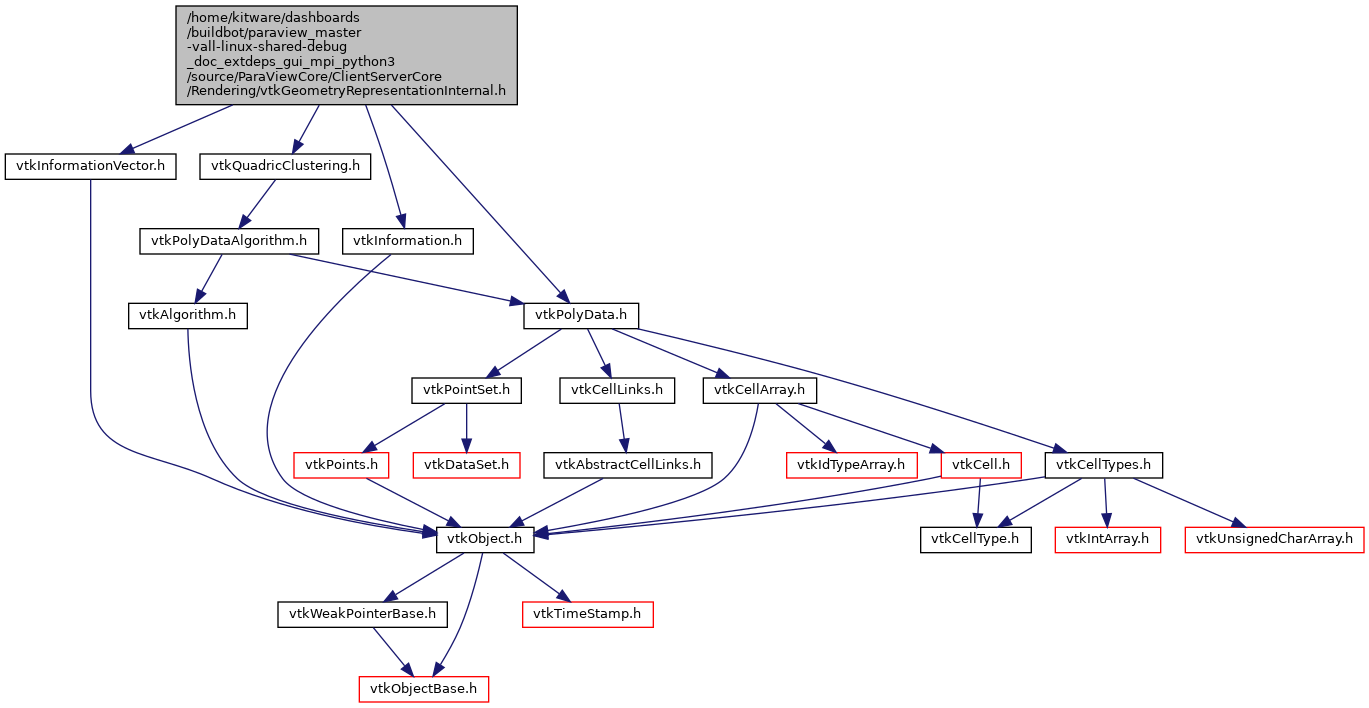 /home/kitware/dashboards
/buildbot/paraview_master
-vall-linux-shared-debug
_doc_extdeps_gui_mpi_python3
/source/ParaViewCore/ClientServerCore
/Rendering/vtkGeometryRepresentationInternal.h
vtkInformationVector.h
vtkQuadricClustering.h
vtkPolyDataAlgorithm.h
vtkInformation.h
vtkAlgorithm.h
vtkPolyData.h
vtkPointSet.h
vtkCellLinks.h
vtkCellArray.h
vtkPoints.h
vtkDataSet.h
vtkAbstractCellLinks.h
vtkIdTypeArray.h
vtkCell.h
vtkCellTypes.h
vtkObject.h
vtkCellType.h
vtkIntArray.h
vtkUnsignedCharArray.h
vtkWeakPointerBase.h
vtkTimeStamp.h
vtkObjectBase.h